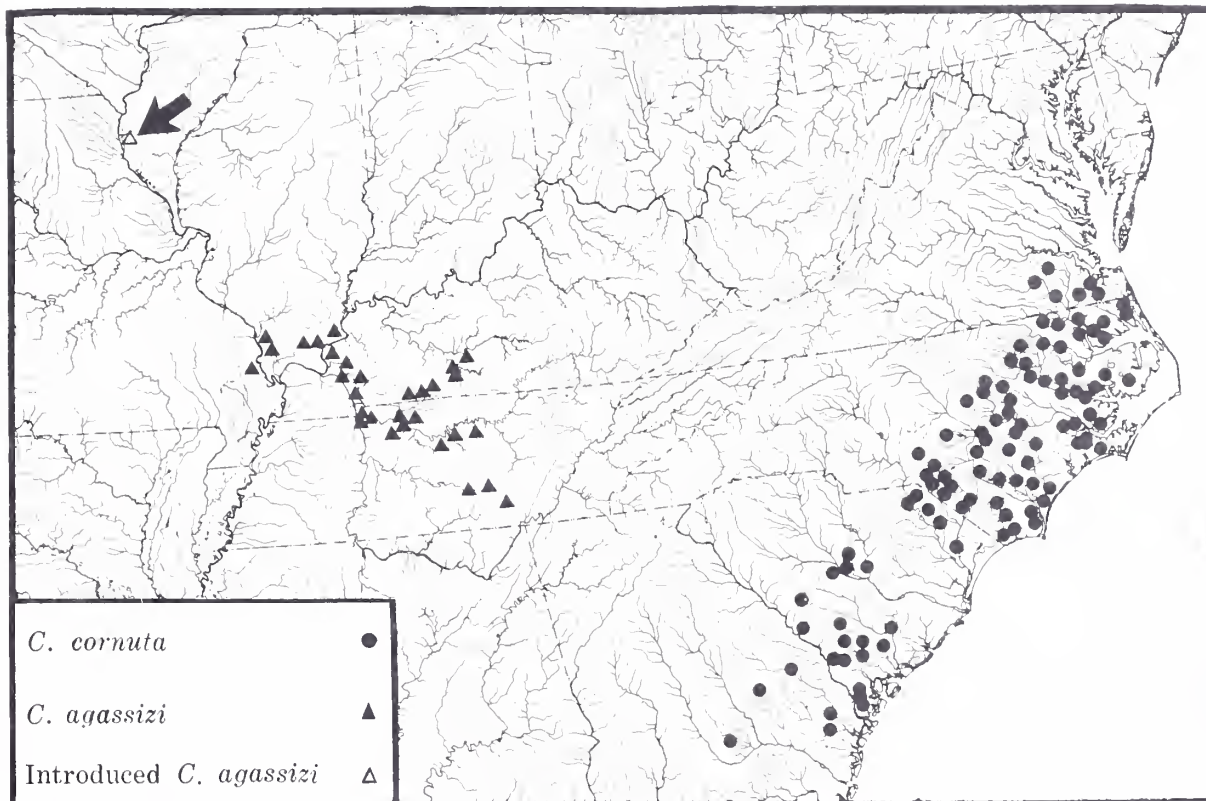 C. cornuta ●
C. agassizi ▲
Introduced C. agassizi △